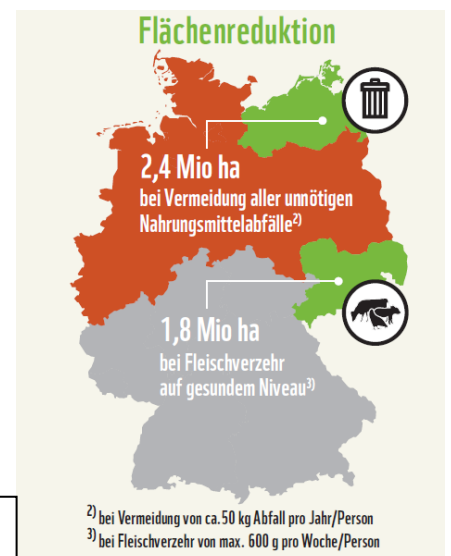 Flächenreduktion
2,4 Mio ha
bei Vermeidung aller unnötigen
Nahrungsmittelabfälle2)
1,8 Mio ha
bei Fleischverzehr
auf gesundem Niveau3)
2) bei Vermeidung von ca. 50 kg Abfall pro Jahr/Person
3) bei Fleischverzehr von max. 600 g pro Woche/Person